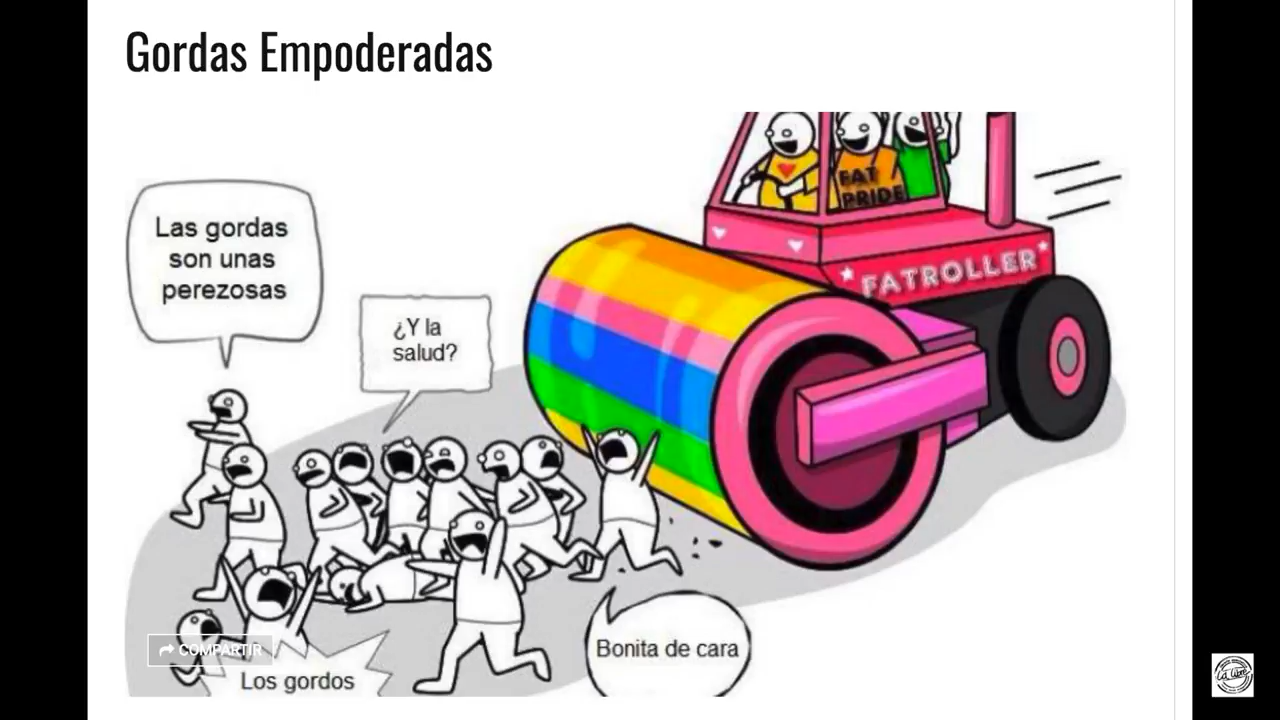 Gordas Empoderadas
Las gordas
son unas
perezosas
¿Y la
salud?
FAT
PRIDE
FATROLLER
Bonita de cara
COMPARTIR
Los gordos